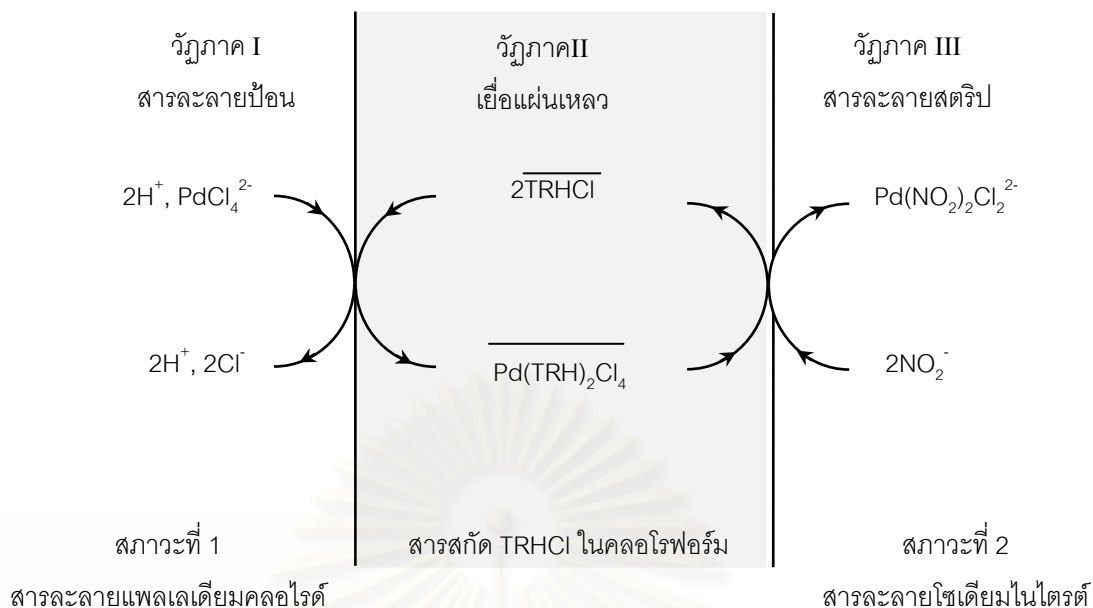 วัฏภาค I
สารละลายป้อน
วัฏภาคII
เยื่อแผ่นเหลว
วัฏภาค III
สารละลายสตริป
2H⁺, PdCl₄²⁻
2TRHCl
Pd(NO₂)₂Cl₂²⁻
2H⁺, 2Cl⁻
Pd(TRH)₂Cl₄
2NO₂⁻
สภาวะที่ 1
สารสกัด TRHCl ในคลอโรฟอร์ม
สภาวะที่ 2
สารละลายแพลเลเดียมคลอไรด์
สารละลายโซเดียมไนไตรต์